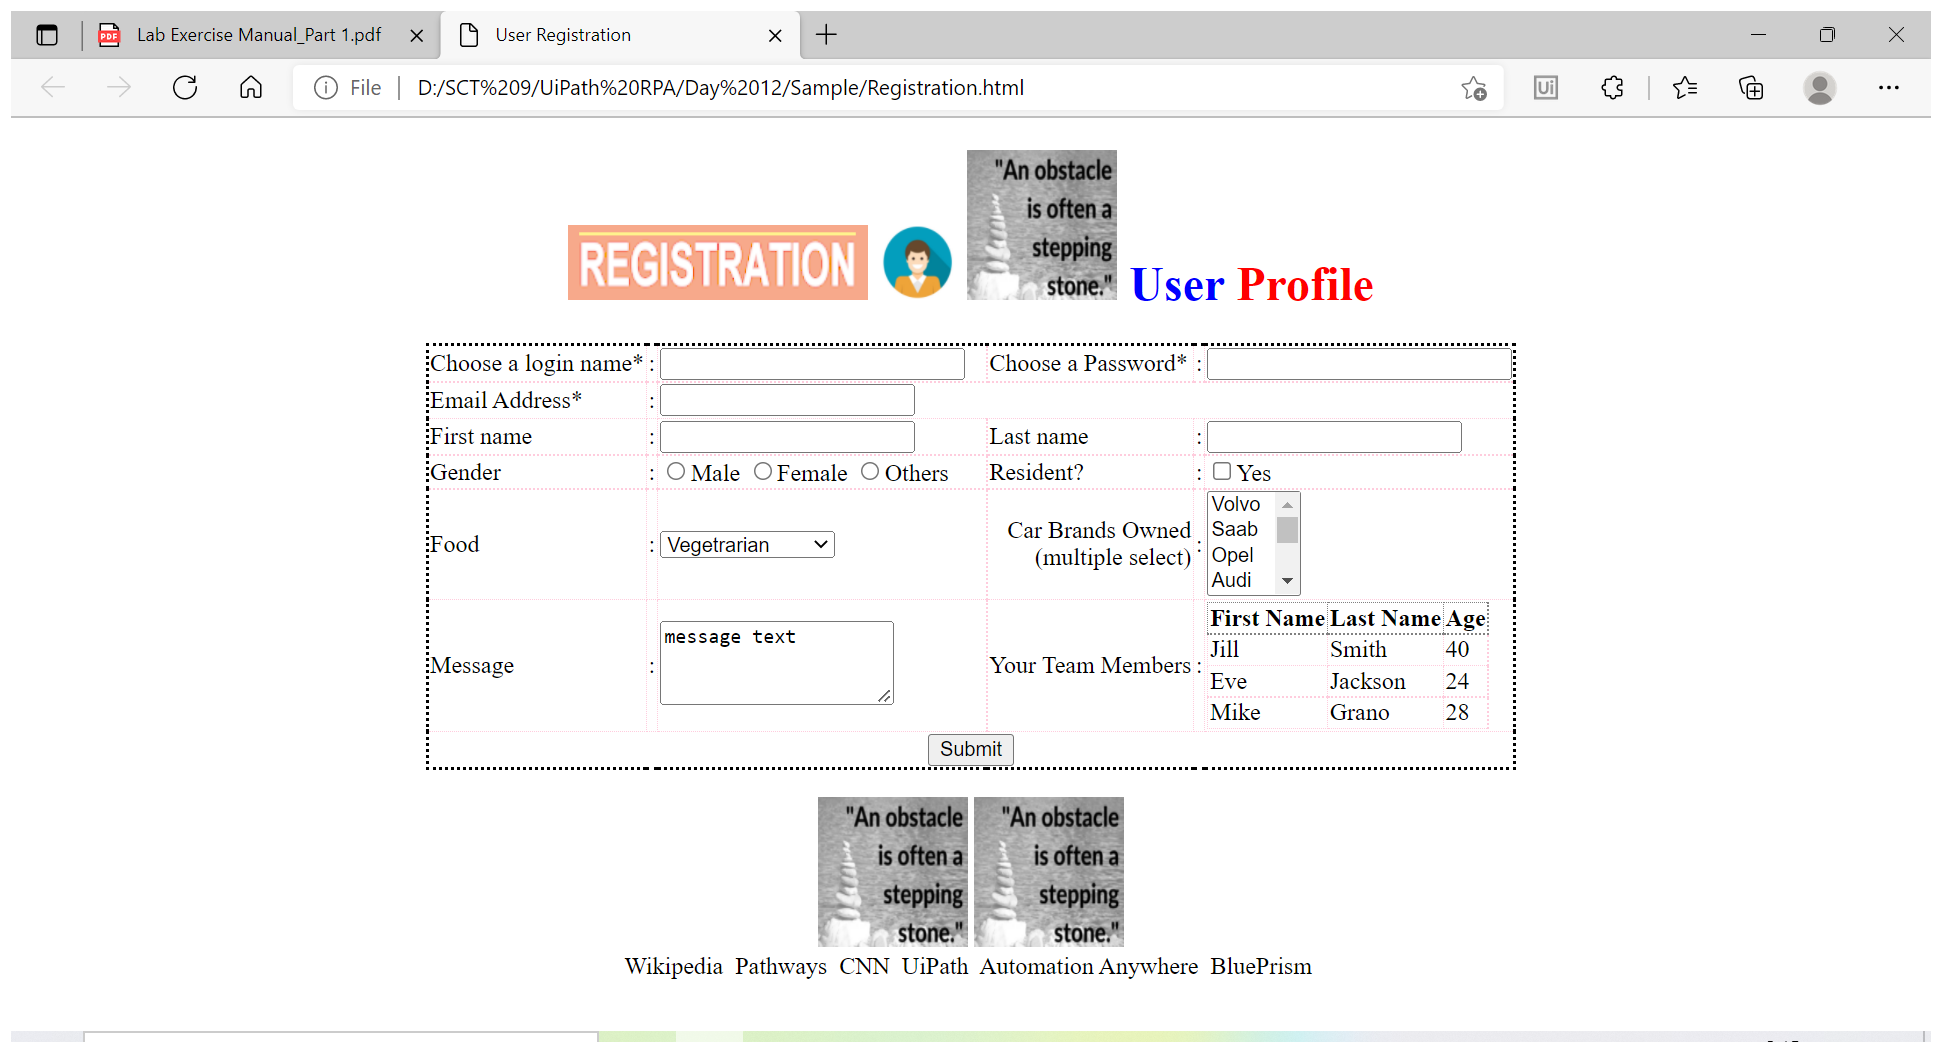 Lab Exercise Manual_Part 1.pdf
User Registration
File
D:/SCT%209/UiPath%20RPA/Day%2012/Sample/Registration.html
Ui
REGISTRATION
"An obstacle
is often a
stepping
stone."
User Profile
Choose a login name* :
Choose a Password* :
Email Address* :
First name :
Last name :
Gender : Male Female Others
Resident? : Yes
Food : Vegetrarian
Car Brands Owned
(multiple select) :
Volvo
Saab
Opel
Audi
Message : message text
Your Team Members :
First Name Last Name Age
Jill Smith 40
Eve Jackson 24
Mike Grano 28
Submit
"An obstacle
is often a
stepping
stone."
"An obstacle
is often a
stepping
stone."
Wikipedia Pathways CNN UiPath Automation Anywhere BluePrism